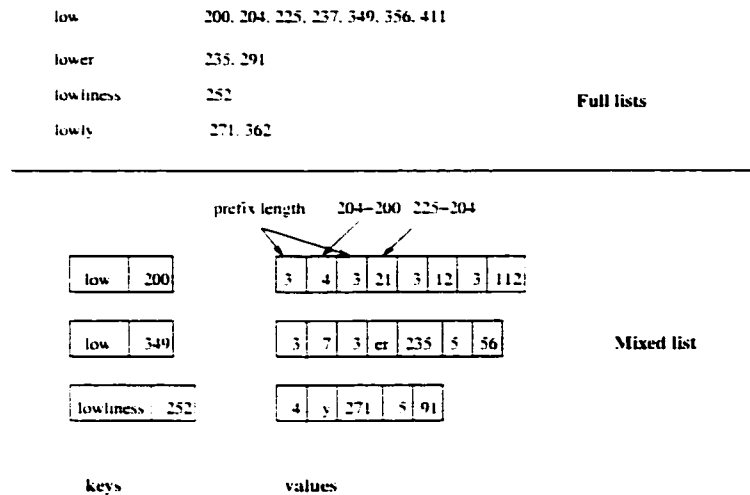 low 200, 204, 225, 237, 349, 356, 411
lower 235, 291
lowliness 252
Full lists
lowly 271, 362
prefix length 204−200 225−204
low 200 3 4 3 21 3 12 3 112
low 349 3 7 3 er 235 5 56
Mixed list
lowliness 252 4 y 271 5 91
keys values